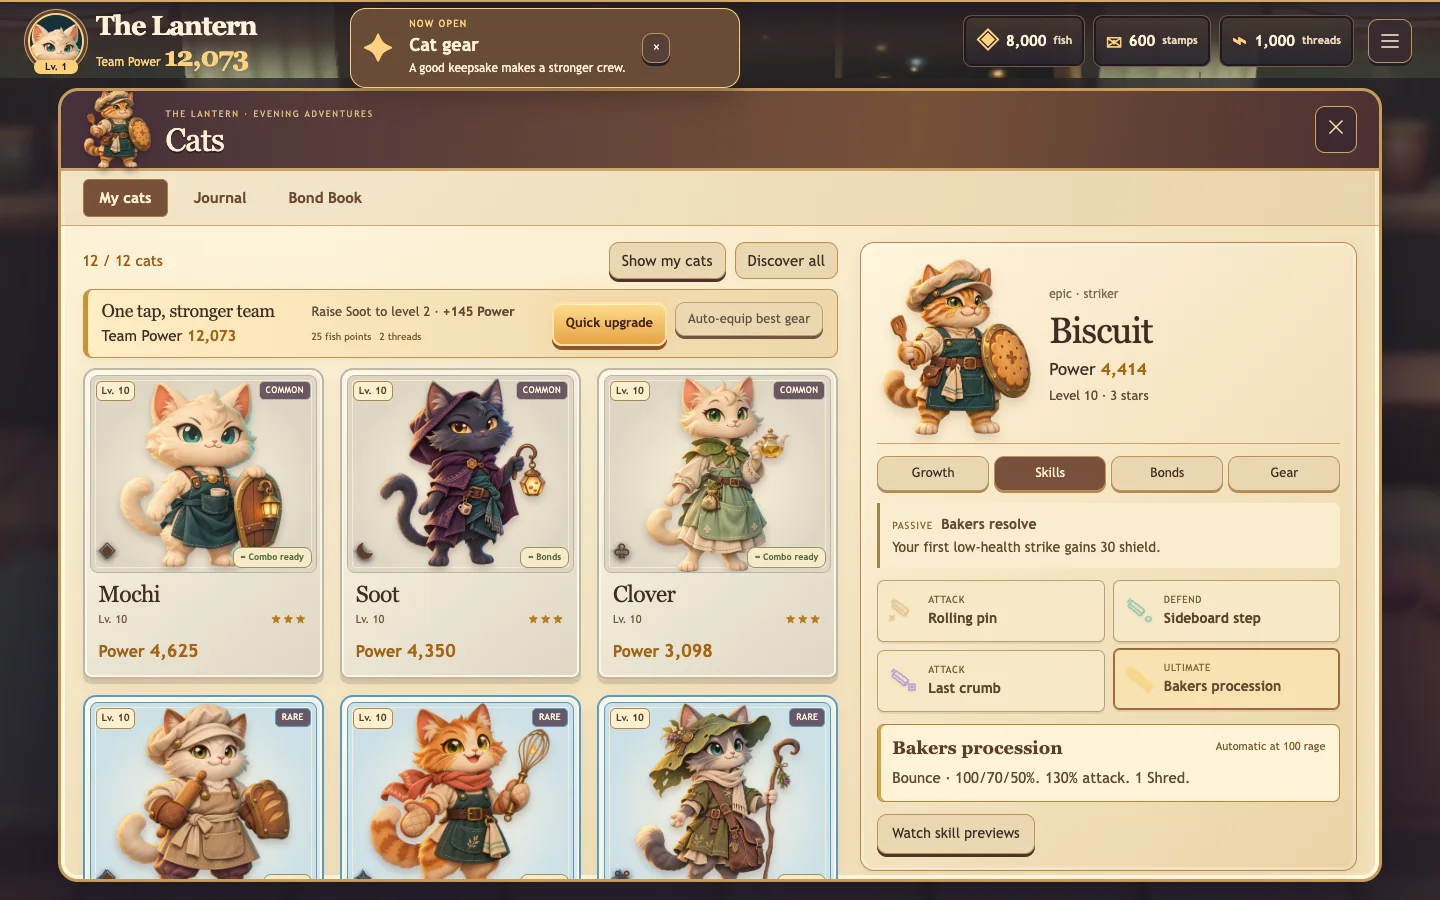 The Lantern
Lv. 1
Team Power 12,073
NOW OPEN
Cat gear
A good keepsake makes a stronger crew.
×
8,000 fish
600 stamps
1,000 threads
THE LANTERN · EVENING ADVENTURES
Cats
My cats
Journal
Bond Book
12 / 12 cats
Show my cats
Discover all
One tap, stronger team
Team Power 12,073
Raise Soot to level 2 · +145 Power
25 fish points 2 threads
Quick upgrade
Auto-equip best gear
Lv. 10
COMMON
Combo ready
Mochi
Lv. 10
Power 4,625
Lv. 10
COMMON
Bonds
Soot
Lv. 10
Power 4,350
Lv. 10
COMMON
Combo ready
Clover
Lv. 10
Power 3,098
Lv. 10
RARE
Lv. 10
RARE
Lv. 10
RARE
epic · striker
Biscuit
Power 4,414
Level 10 · 3 stars
Growth
Skills
Bonds
Gear
PASSIVE Bakers resolve
Your first low-health strike gains 30 shield.
ATTACK
Rolling pin
DEFEND
Sideboard step
ATTACK
Last crumb
ULTIMATE
Bakers procession
Bakers procession
Automatic at 100 rage
Bounce · 100/70/50%. 130% attack. 1 Shred.
Watch skill previews